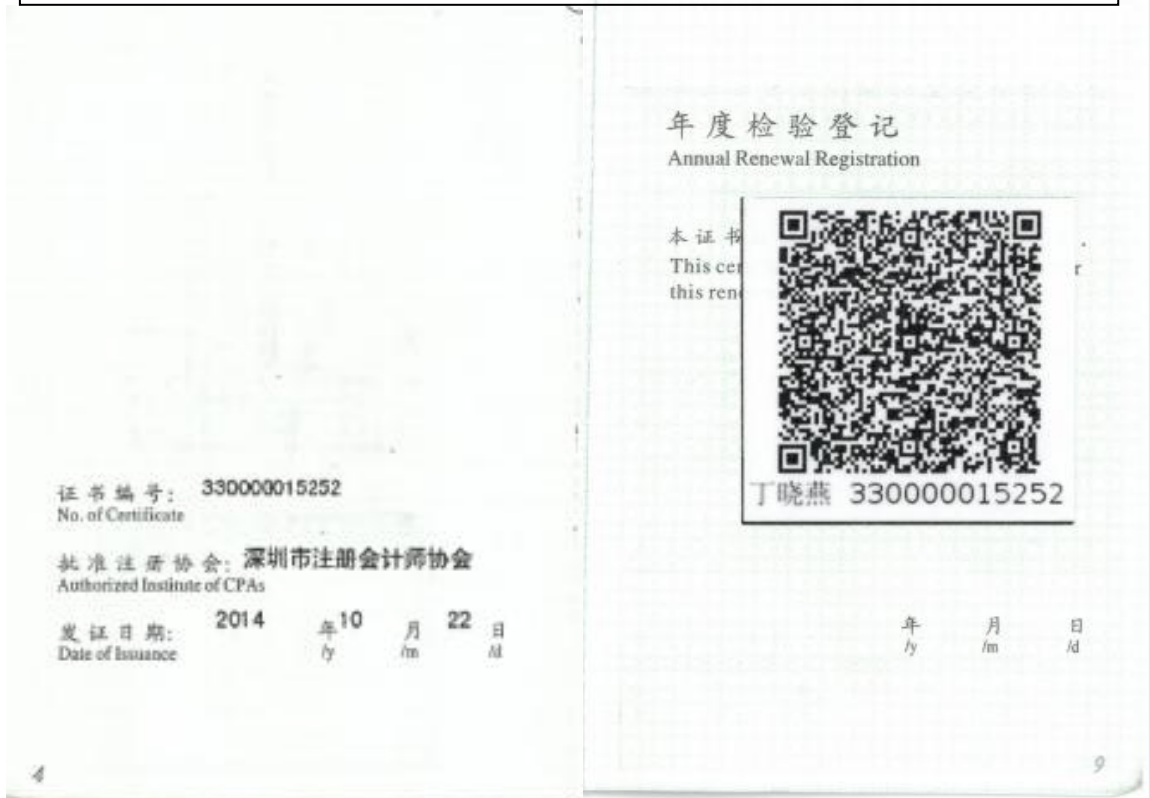 证书编号: 330000015252
No. of Certificate
批准注册协会: 深圳市注册会计师协会
Authorized Institute of CPAs
发证日期: 2014 年 10 月 22 日
Date of Issuance /y /m /d
4
年度检验登记
Annual Renewal Registration
本证书
This cer r
this ren
丁晓燕 330000015252
年 月 日
/y /m /d
9